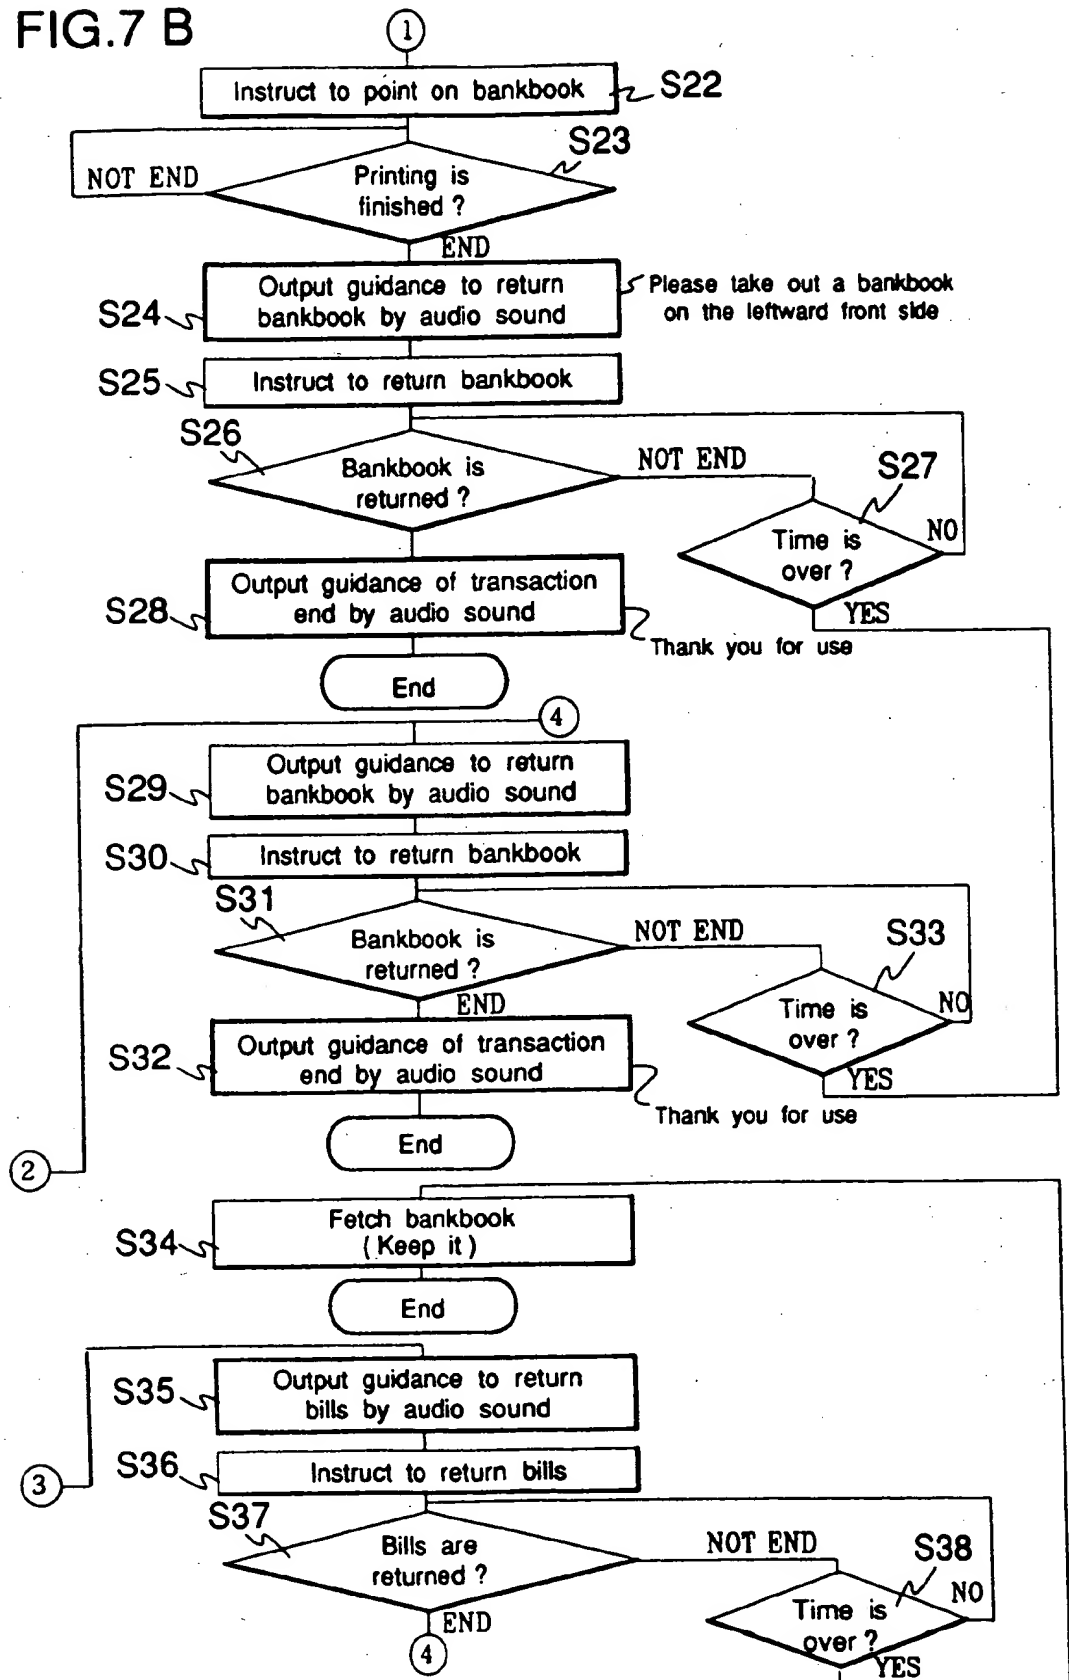 FIG.7 B
1
Instruct to point on bankbook
S22
S23
NOT END
Printing is
finished ?
END
Output guidance to return
bankbook by audio sound
S24
Please take out a bankbook
on the leftward front side
S25
Instruct to return bankbook
S26
Bankbook is
returned ?
NOT END
S27
Time is
over ?
NO
YES
Output guidance of transaction
end by audio sound
S28
Thank you for use
End
4
Output guidance to return
bankbook by audio sound
S29
S30
Instruct to return bankbook
S31
Bankbook is
returned ?
NOT END
S33
Time is
over ?
NO
YES
END
Output guidance of transaction
end by audio sound
S32
Thank you for use
End
2
Fetch bankbook
( Keep it )
S34
End
Output guidance to return
bills by audio sound
S35
S36
Instruct to return bills
3
S37
Bills are
returned ?
NOT END
S38
Time is
over ?
NO
YES
END
4